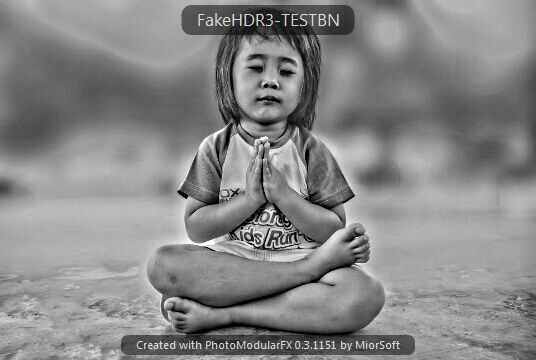 FakeHDR3-TESTBN
Kids Run
Created with PhotoModularFX 0.3.1151 by MiorSoft